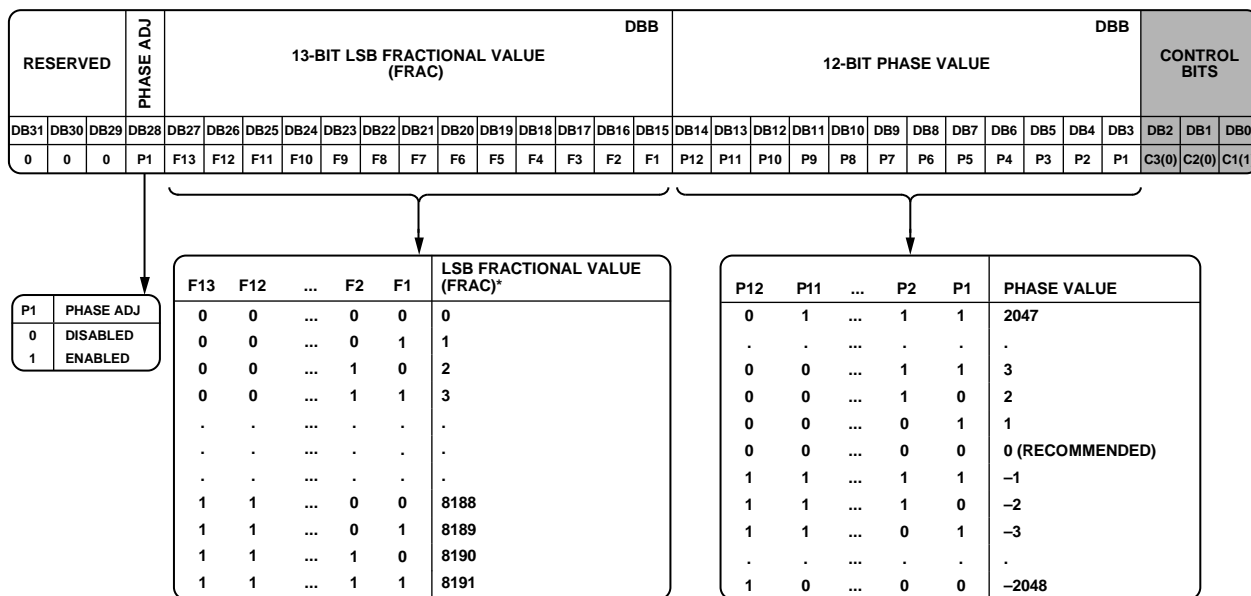 RESERVED
PHASE ADJ
DBB
13-BIT LSB FRACTIONAL VALUE
(FRAC)
DBB
12-BIT PHASE VALUE
CONTROL
BITS
DB31 DB30 DB29 DB28 DB27 DB26 DB25 DB24 DB23 DB22 DB21 DB20 DB19 DB18 DB17 DB16 DB15 DB14 DB13 DB12 DB11 DB10 DB9 DB8 DB7 DB6 DB5 DB4 DB3 DB2 DB1 DB0
0 0 0 P1 F13 F12 F11 F10 F9 F8 F7 F6 F5 F4 F3 F2 F1 P12 P11 P10 P9 P8 P7 P6 P5 P4 P3 P2 P1 C3(0) C2(0) C1(1
P1 PHASE ADJ
0 DISABLED
1 ENABLED
F13 F12 ... F2 F1 LSB FRACTIONAL VALUE
(FRAC)*
0 0 ... 0 0 0
0 0 ... 0 1 1
0 0 ... 1 0 2
0 0 ... 1 1 3
. . ... . . .
. . ... . . .
. . ... . . .
1 1 ... 0 0 8188
1 1 ... 0 1 8189
1 1 ... 1 0 8190
1 1 ... 1 1 8191
P12 P11 ... P2 P1 PHASE VALUE
0 1 ... 1 1 2047
. . ... . . .
0 0 ... 1 1 3
0 0 ... 1 0 2
0 0 ... 0 1 1
0 0 ... 0 0 0 (RECOMMENDED)
1 1 ... 1 1 –1
1 1 ... 1 0 –2
1 1 ... 0 1 –3
. . ... . . .
1 0 ... 0 0 –2048